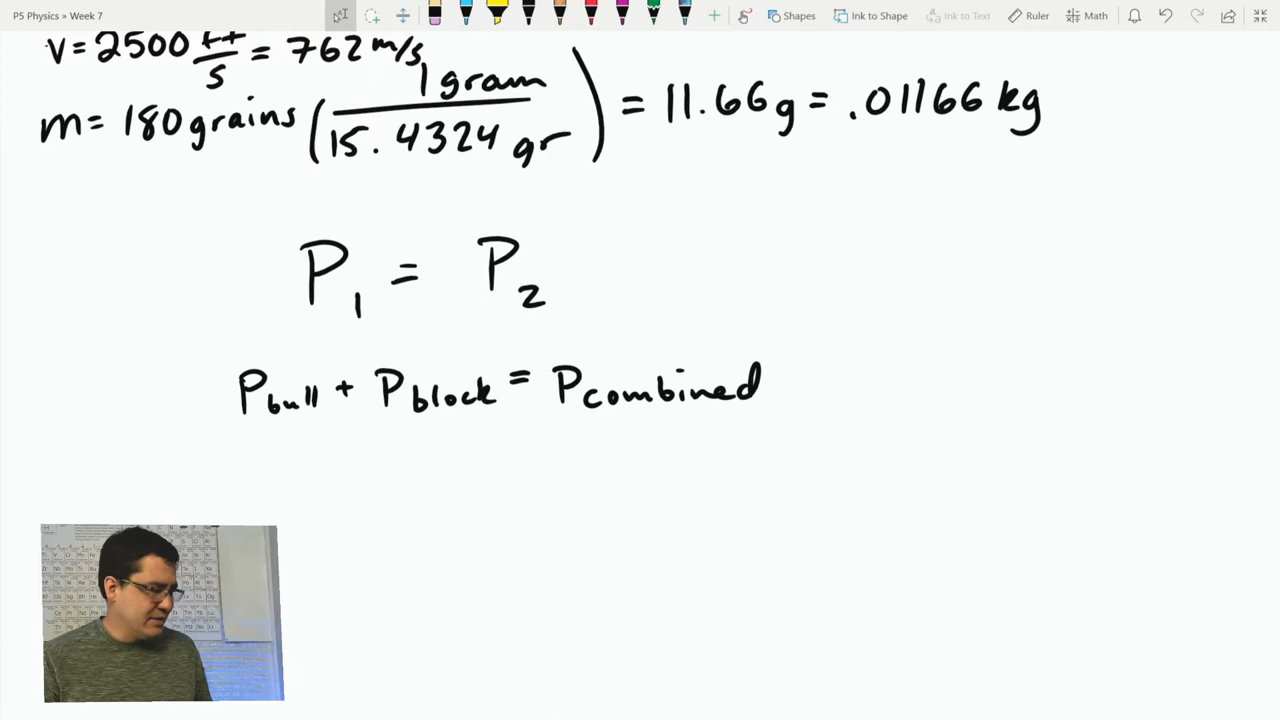 P5 Physics » Week 7
Shapes Ink to Shape Ink to Text Ruler Math
v = 2500 ft/s = 762 m/s
m = 180 grains (1 gram / 15.4324 gr) = 11.66 g = .01166 kg
P₁ = P₂
Pbull + Pblock = Pcombined